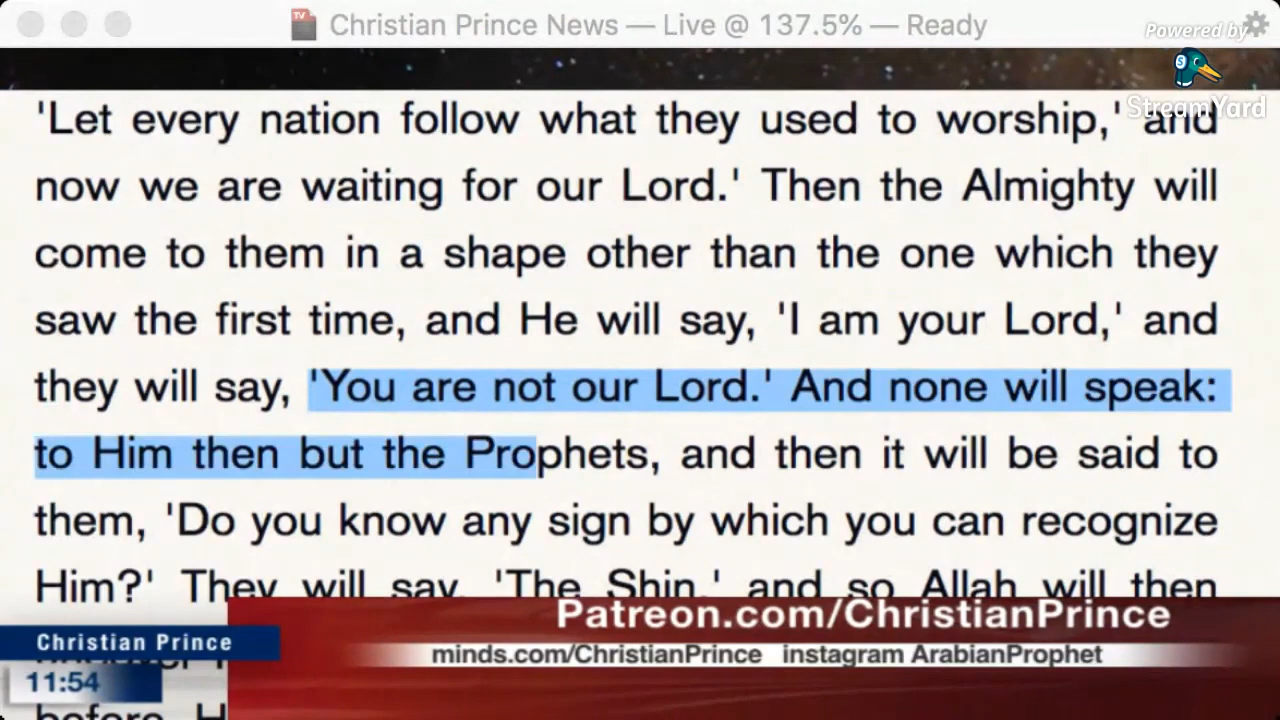 Christian Prince News — Live @ 137.5% — Ready
Powered by
StreamYard
'Let every nation follow what they used to worship,' and
now we are waiting for our Lord.' Then the Almighty will
come to them in a shape other than the one which they
saw the first time, and He will say, 'I am your Lord,' and
they will say, 'You are not our Lord.' And none will speak:
to Him then but the Prophets, and then it will be said to
them, 'Do you know any sign by which you can recognize
Him?' They will say, 'The Shin,' and so Allah will then
before. H
Patreon.com/ChristianPrince
Christian Prince
minds.com/ChristianPrince instagram ArabianProphet
11:54